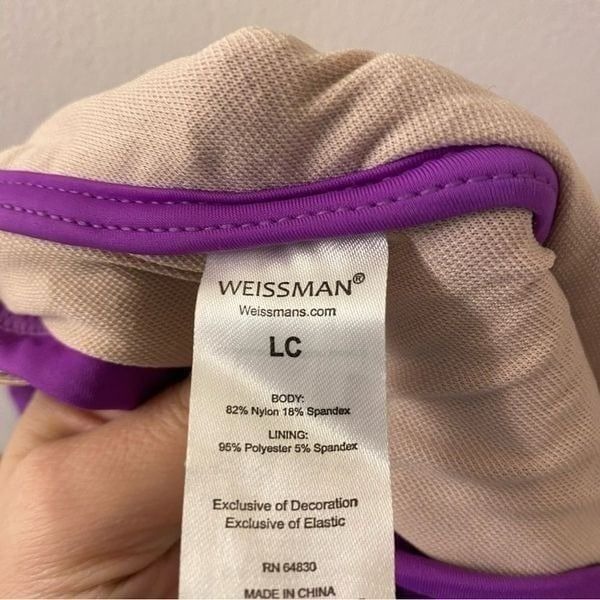 WEISSMAN®
Weissmans.com
LC
BODY:
82% Nylon 18% Spandex
LINING:
95% Polyester 5% Spandex
Exclusive of Decoration
Exclusive of Elastic
RN 64830
MADE IN CHINA